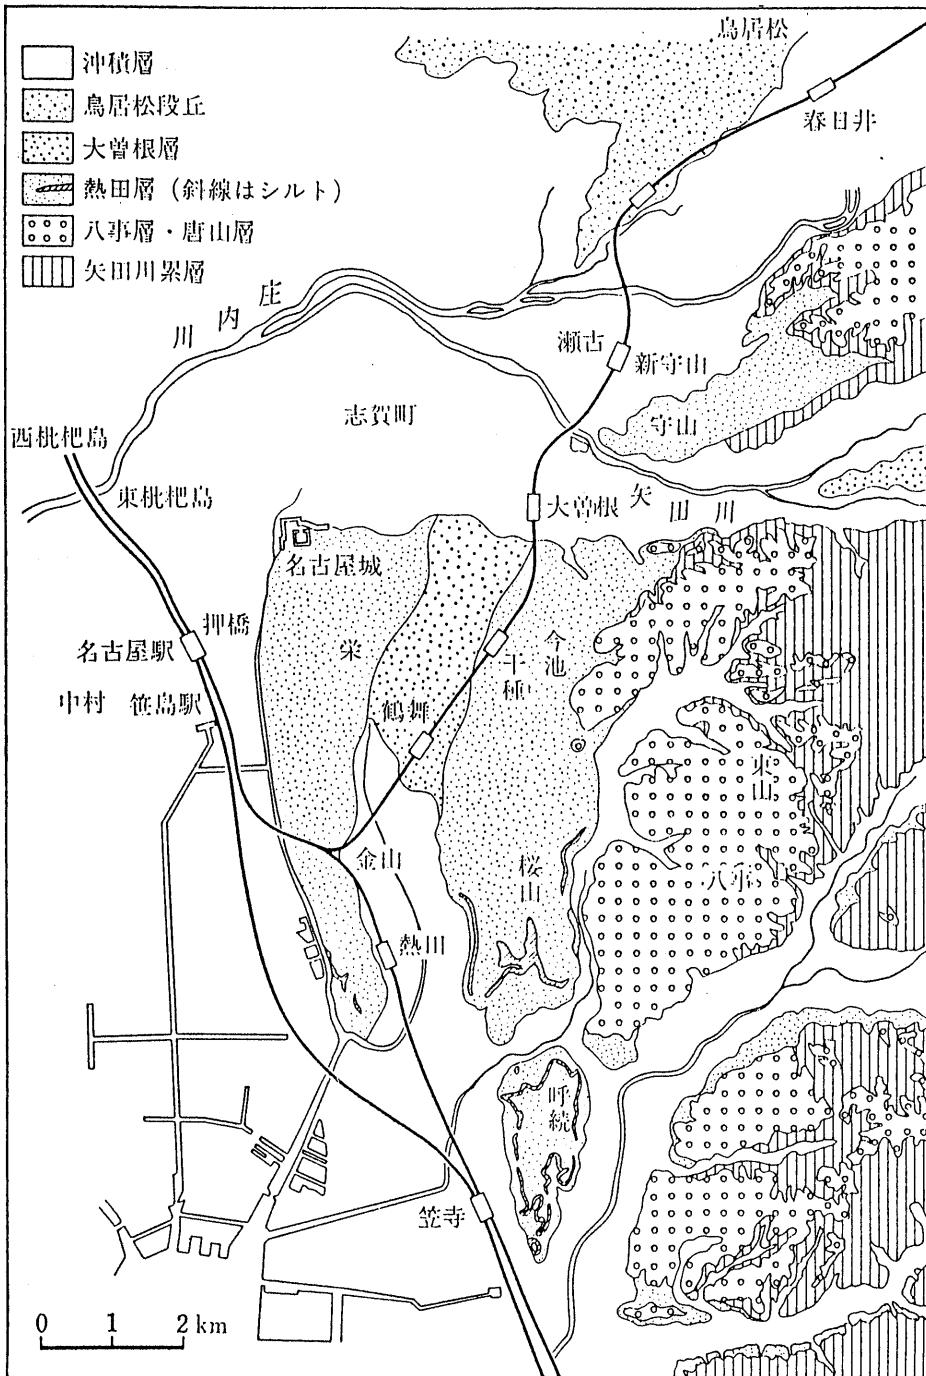 沖積層
鳥居松段丘
大曽根層
熱田層(斜線はシルト)
八事層・唐山層
矢田川累層
鳥居松
春日井
庄内川
瀬古
新守山
志賀町
守山
西枇杷島
東枇杷島
大曽根
矢田川
名古屋城
押橋
名古屋駅
栄
今池
千種
中村
笹島駅
鶴舞
東山
金山
桜山
八事
熱田
呼続
笠寺
0 1 2km